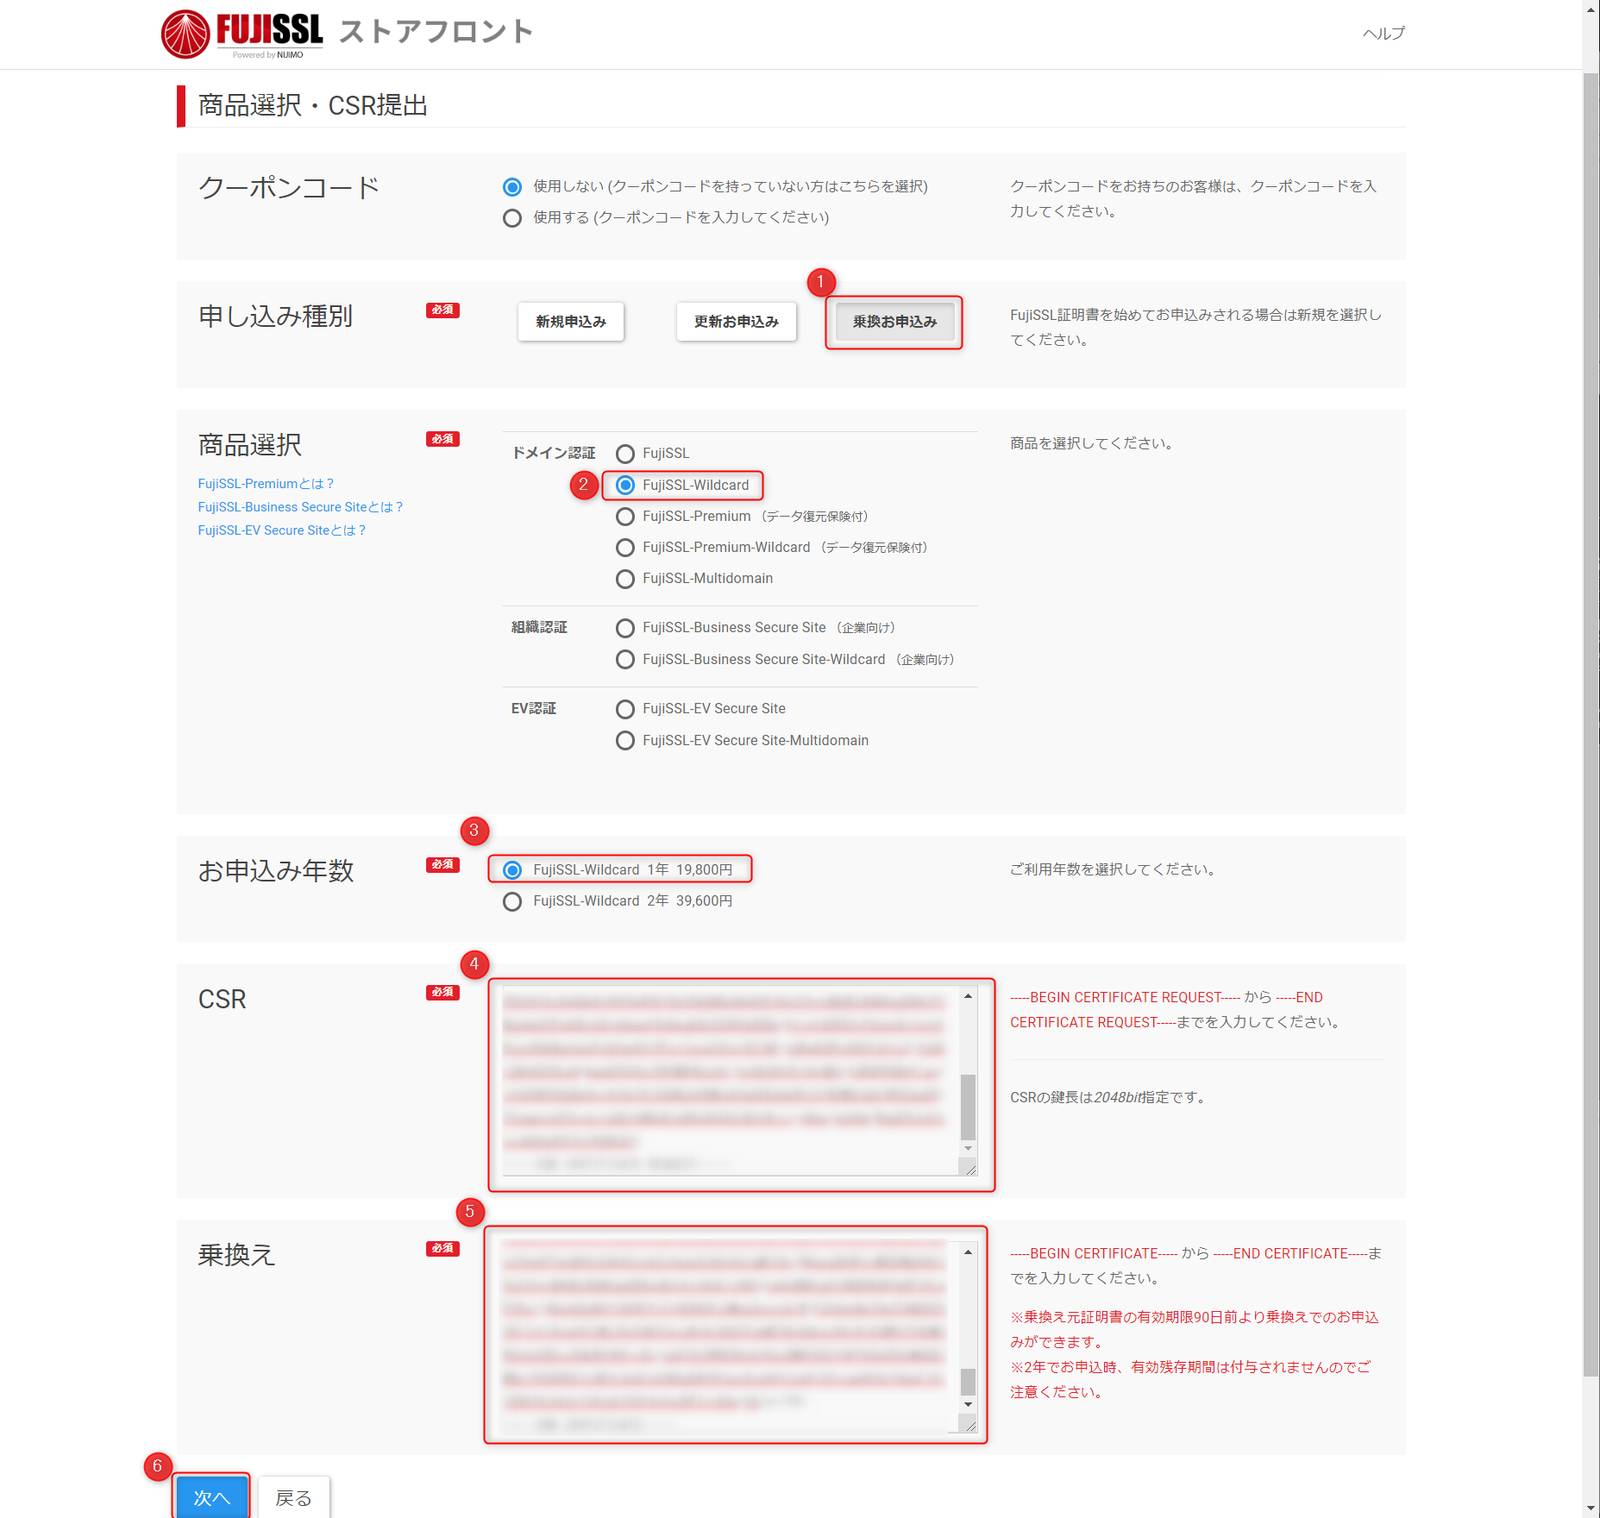 FUJISSL ストアフロント
Powered by NIJIMO
ヘルプ
商品選択・CSR提出
クーポンコード
使用しない (クーポンコードを持っていない方はこちらを選択)
使用する (クーポンコードを入力してください)
クーポンコードをお持ちのお客様は、クーポンコードを入
力してください。
申し込み種別
必須
1
新規申込み
更新お申込み
乗換お申込み
FujiSSL証明書を始めてお申込みされる場合は新規を選択し
てください。
商品選択
必須
FujiSSL-Premiumとは？
FujiSSL-Business Secure Siteとは？
FujiSSL-EV Secure Siteとは？
ドメイン認証
FujiSSL
2
FujiSSL-Wildcard
FujiSSL-Premium （データ復元保険付）
FujiSSL-Premium-Wildcard （データ復元保険付）
FujiSSL-Multidomain
組織認証
FujiSSL-Business Secure Site （企業向け）
FujiSSL-Business Secure Site-Wildcard （企業向け）
EV認証
FujiSSL-EV Secure Site
FujiSSL-EV Secure Site-Multidomain
商品を選択してください。
お申込み年数
必須
3
FujiSSL-Wildcard 1年 19,800円
FujiSSL-Wildcard 2年 39,600円
ご利用年数を選択してください。
CSR
必須
4
-----BEGIN CERTIFICATE REQUEST----- から -----END
CERTIFICATE REQUEST-----までを入力してください。
CSRの鍵長は2048bit指定です。
乗換え
必須
5
-----BEGIN CERTIFICATE----- から -----END CERTIFICATE-----ま
でを入力してください。
※乗換え元証明書の有効期限90日前より乗換えでのお申込
みができます。
※2年でお申込時、有効残存期間は付与されませんのでご
注意ください。
6
次へ
戻る